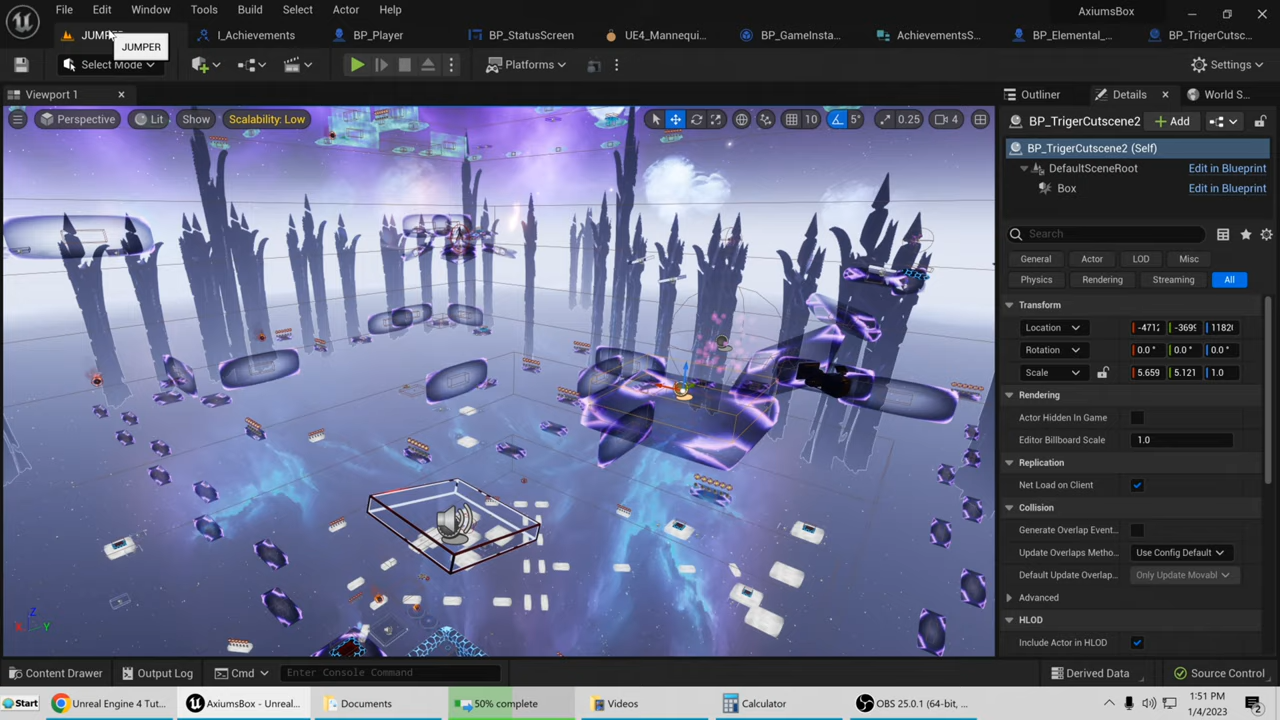 File Edit Window Tools Build Select Actor Help AxiumsBox
JUMPER I_Achievements BP_Player BP_StatusScreen UE4_Mannequi... BP_GameInsta... AchievementsS... BP_Elemental_... BP_TrigerCutsc...
JUMPER
Select Mode Platforms Settings
Viewport 1 Outliner Details World S...
Perspective Lit Show Scalability: Low 10 5° 0.25 4
BP_TrigerCutscene2 Add
BP_TrigerCutscene2 (Self)
DefaultSceneRoot Edit in Blueprint
Box Edit in Blueprint
Search
General Actor LOD Misc
Physics Rendering Streaming All
Transform
Location -4712 -3699 11820
Rotation 0.0 ° 0.0 ° 0.0 °
Scale 5.659 5.121 1.0
Rendering
Actor Hidden In Game
Editor Billboard Scale 1.0
Replication
Net Load on Client
Collision
Generate Overlap Event...
Update Overlaps Metho... Use Config Default
Default Update Overlap... Only Update Movabl
Advanced
HLOD
Include Actor in HLOD
Z
X Y
Content Drawer Output Log Cmd Enter Console Command Derived Data Source Control
Start Unreal Engine 4 Tut... AxiumsBox - Unreal... Documents 50% complete Videos Calculator OBS 25.0.1 (64-bit, ...
1:51 PM
1/4/2023
2